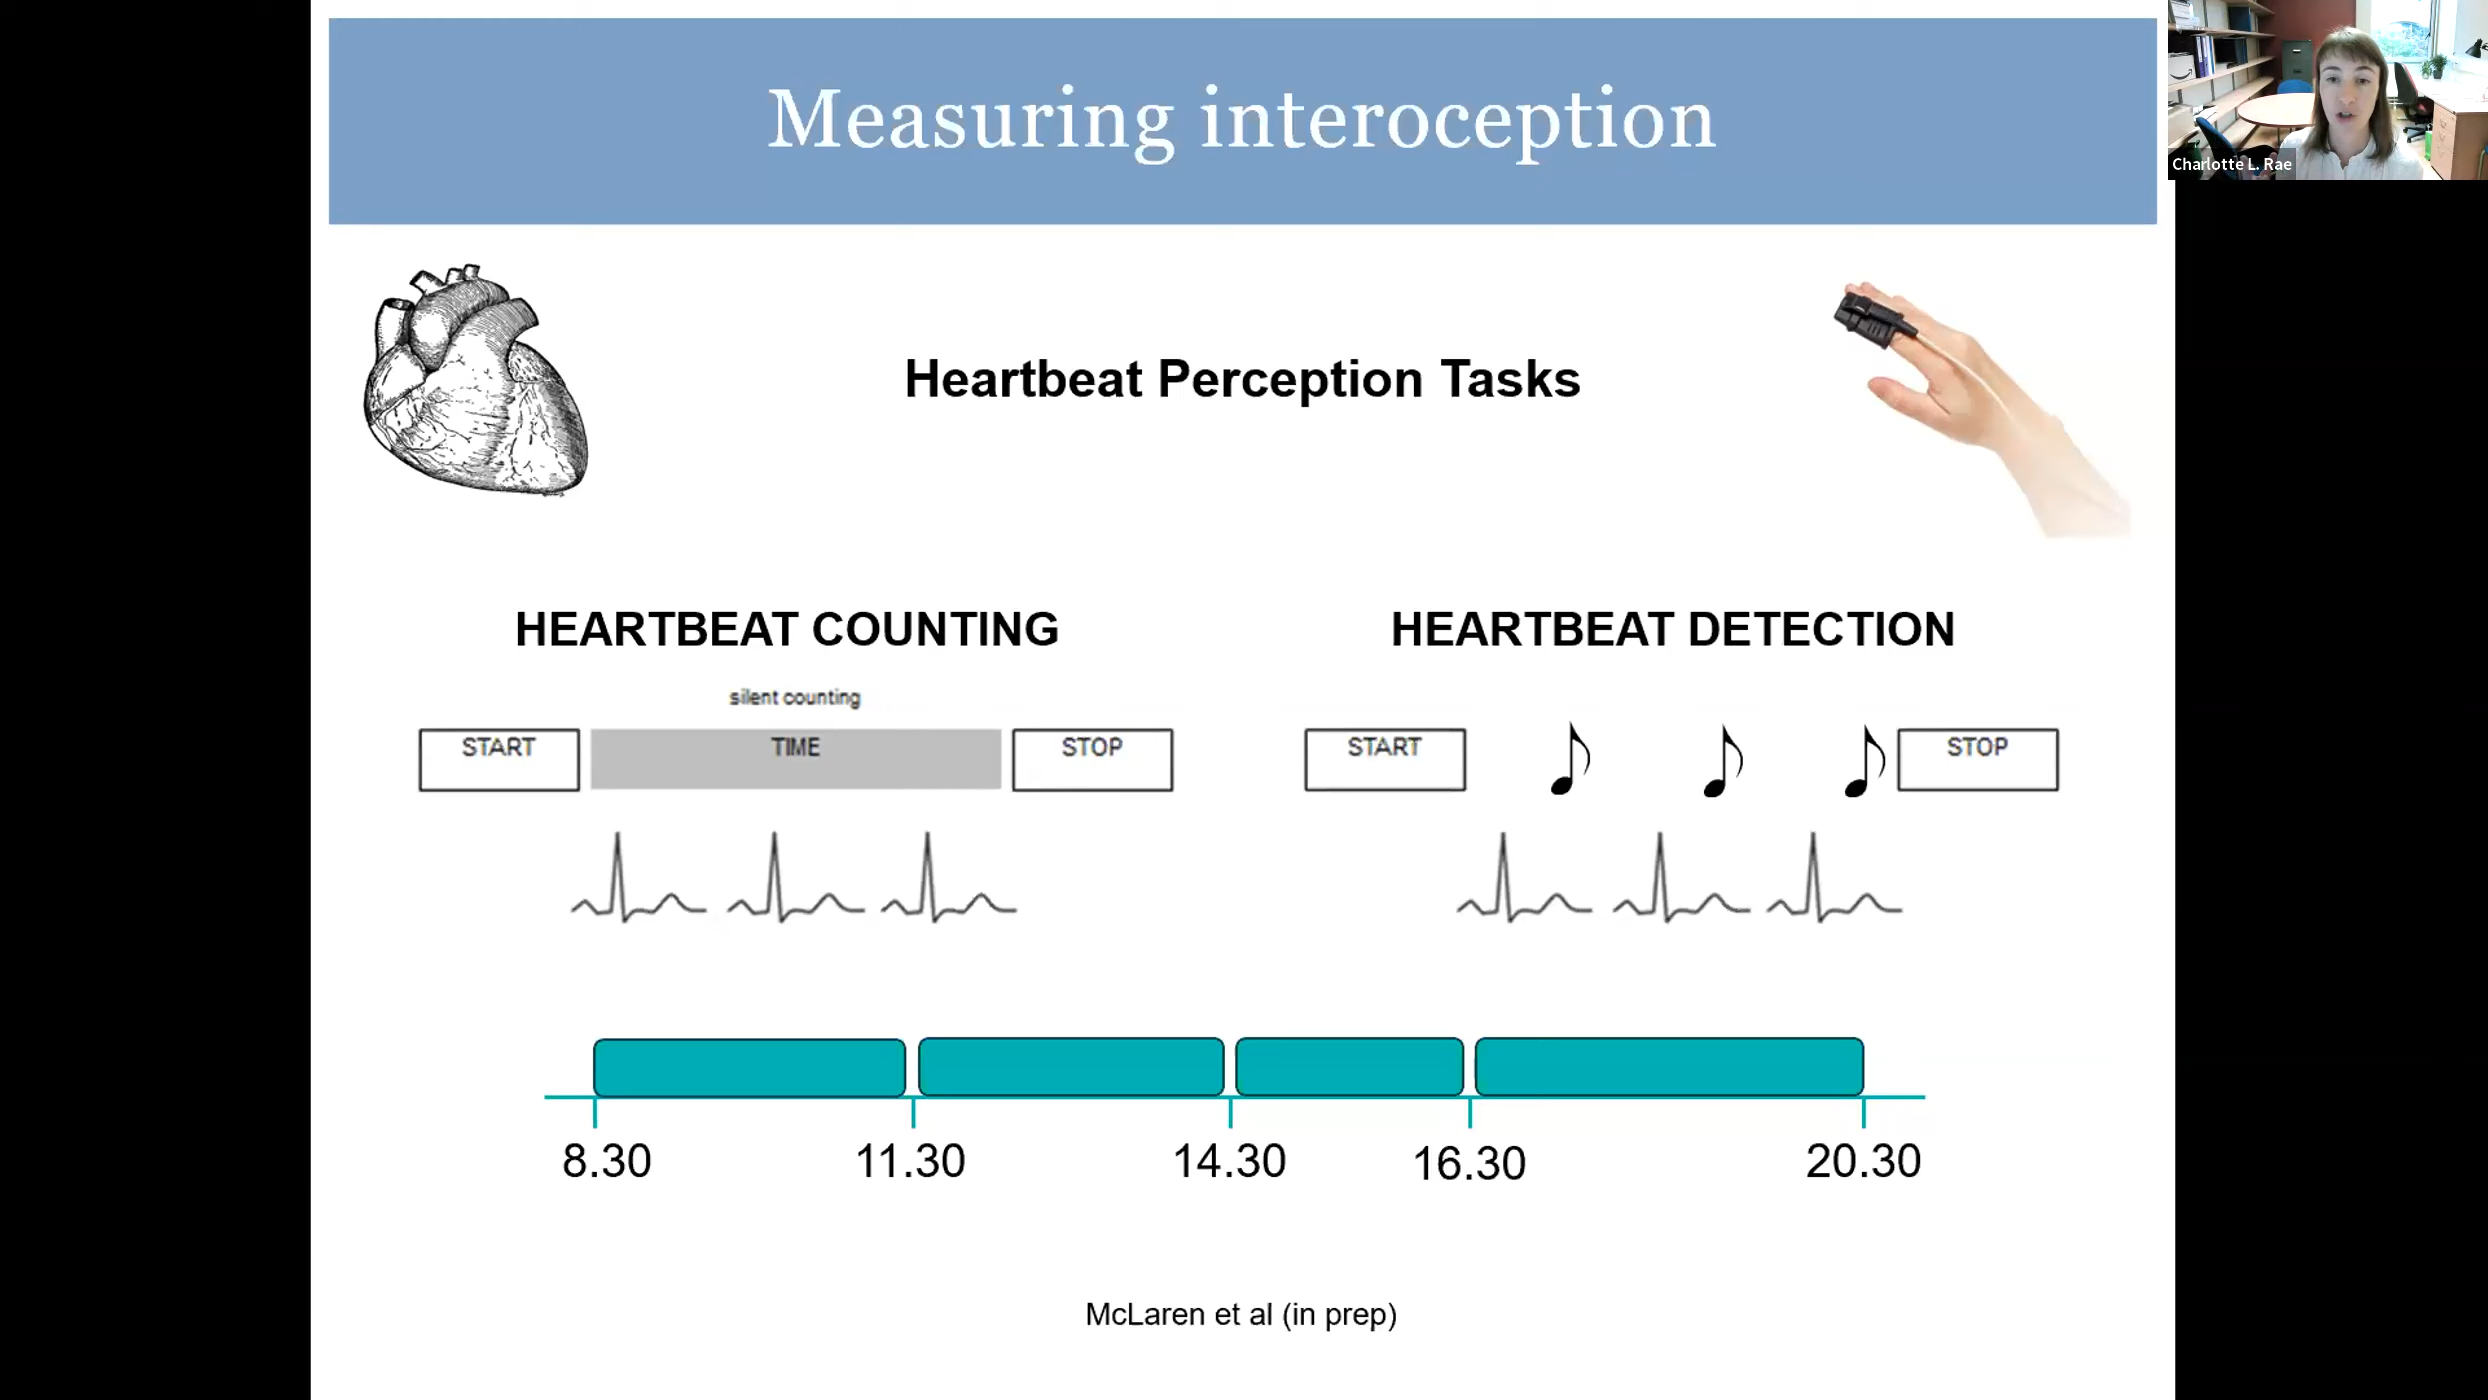 Measuring interoception
Charlotte L. Rae
Heartbeat Perception Tasks
HEARTBEAT COUNTING
silent counting
START
TIME
STOP
HEARTBEAT DETECTION
START
STOP
8.30
11.30
14.30
16.30
20.30
McLaren et al (in prep)